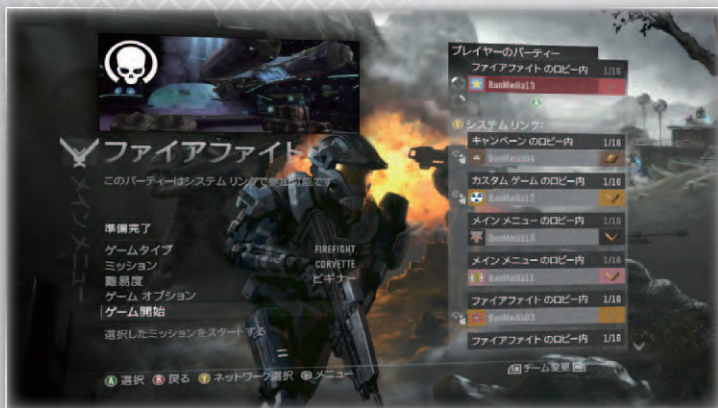 ファイアファイト
このパーティーはシステム リンクで参加可能です
メイン メニュー
準備完了
ゲームタイプ FIREFIGHT
ミッション CORVETTE
難易度 ビギナー
ゲーム オプション
ゲーム開始
選択したミッションをスタートする
A 選択 B 戻る Y ネットワーク選択 メニュー
プレイヤーのパーティー
ファイアファイト のロビー内 1/16
BunMedia13
A
Y システム リンク:
キャンペーン のロビー内 1/16
BunMedia04
カスタム ゲーム のロビー内 1/16
BunMedia12
メイン メニュー のロビー内 1/16
メイン メニュー のロビー内 1/16
BunMedia11
ファイアファイト のロビー内 1/16
ファイアファイト のロビー内 1/16
チーム変更